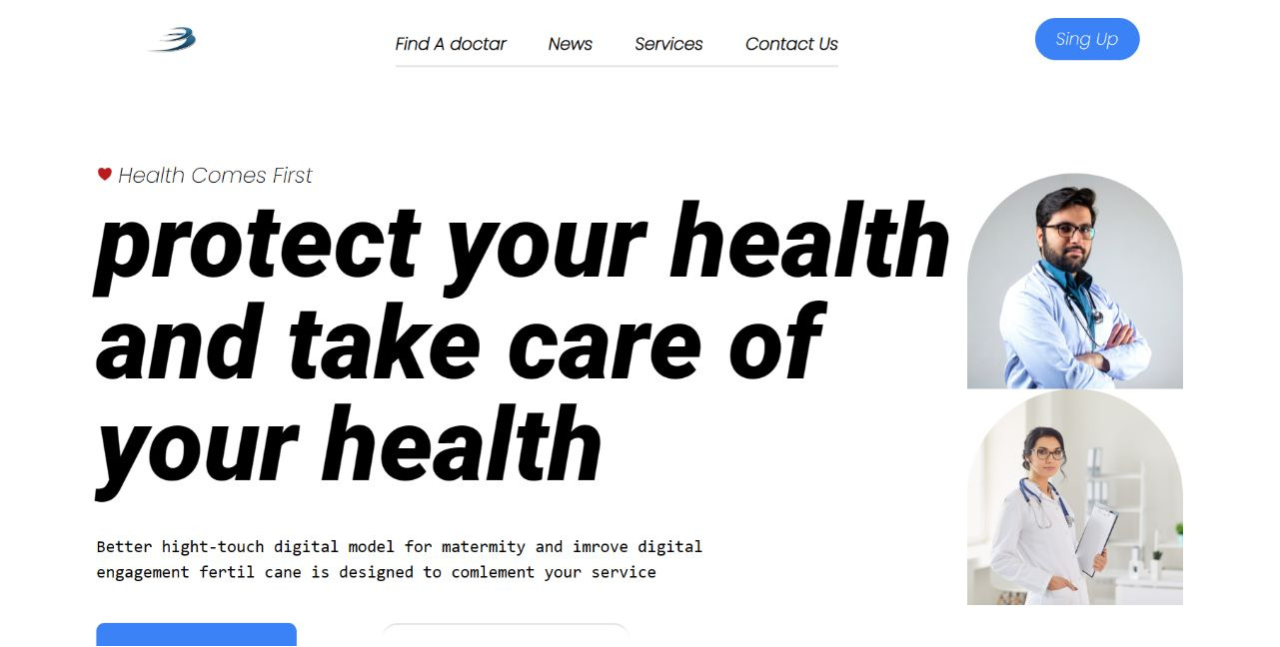 Find A doctar News Services Contact Us Sing Up
Health Comes First
protect your health
and take care of
your health
Better hight-touch digital model for matermity and imrove digital
engagement fertil cane is designed to comlement your service